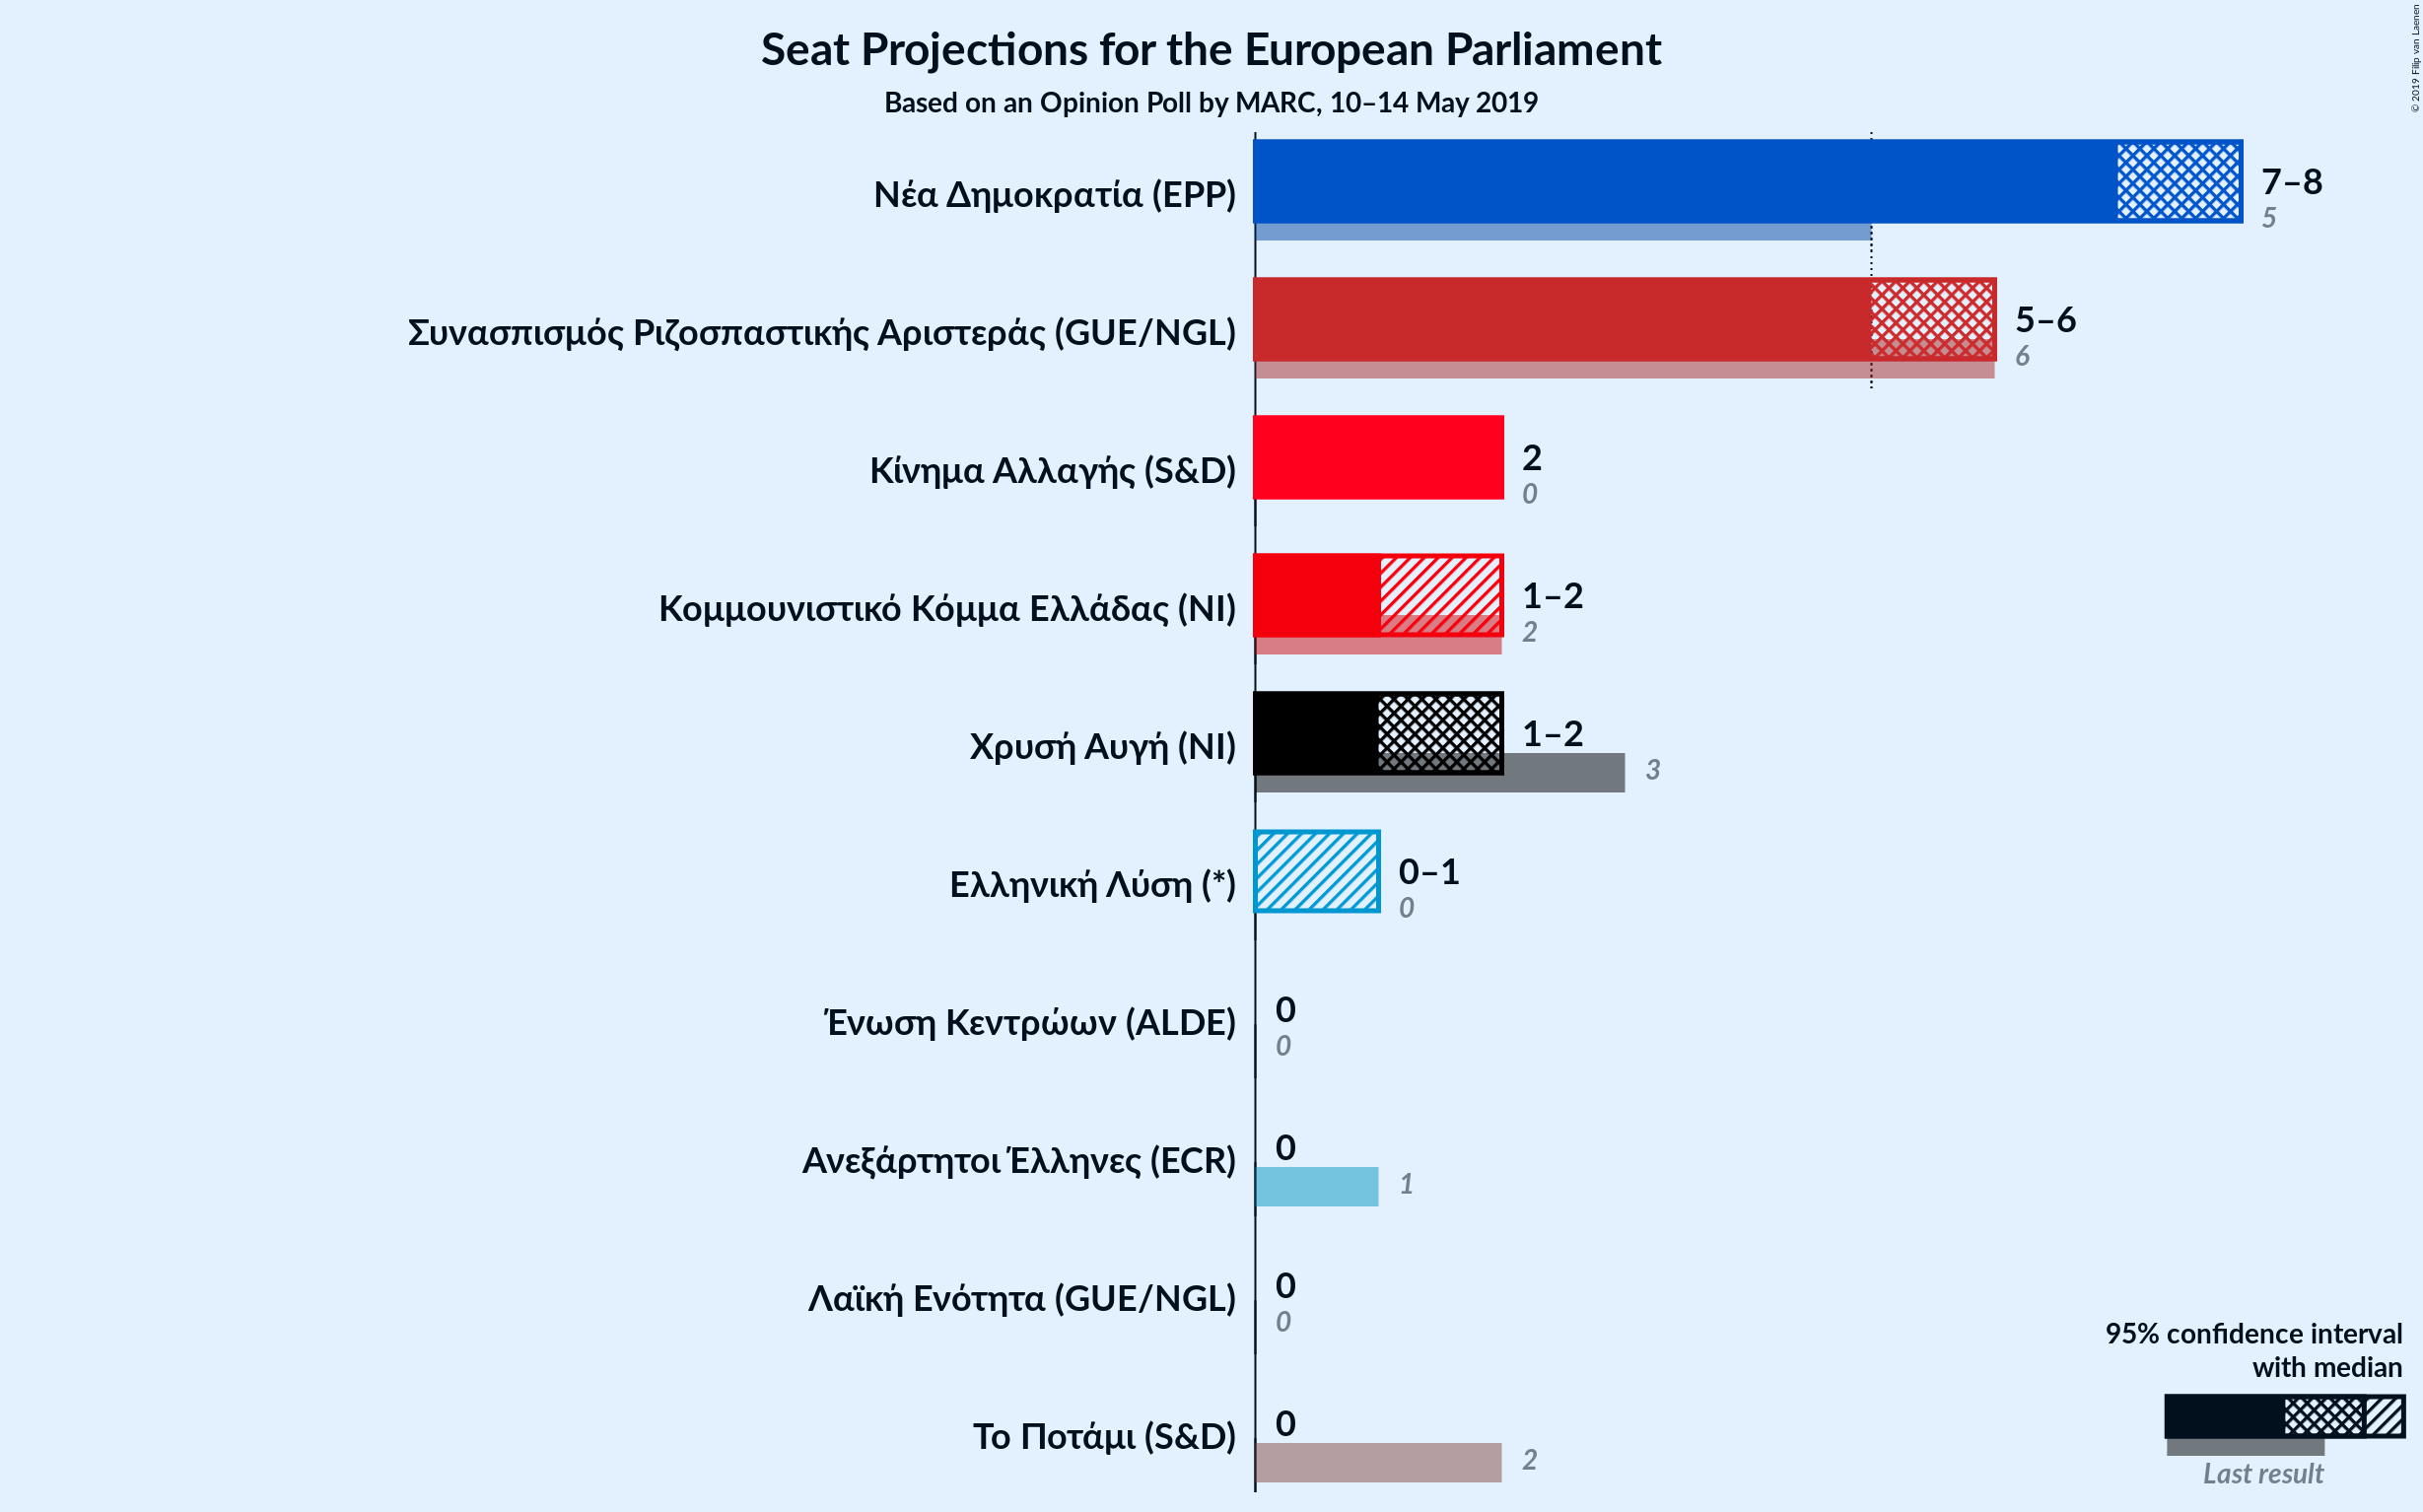 Seat Projections for the European Parliament
Based on an Opinion Poll by MARC, 10–14 May 2019
© 2019 Filip van Laenen
Νέα Δημοκρατία (EPP)
7–8
5
Συνασπισμός Ριζοσπαστικής Αριστεράς (GUE/NGL)
5–6
6
Κίνημα Αλλαγής (S&D)
2
0
Κομμουνιστικό Κόμμα Ελλάδας (NI)
1–2
2
Χρυσή Αυγή (NI)
1–2
3
Ελληνική Λύση (*)
0–1
0
Ένωση Κεντρώων (ALDE)
0
0
Ανεξάρτητοι Έλληνες (ECR)
0
1
Λαϊκή Ενότητα (GUE/NGL)
0
0
Το Ποτάμι (S&D)
0
2
95% confidence interval
with median
Last result